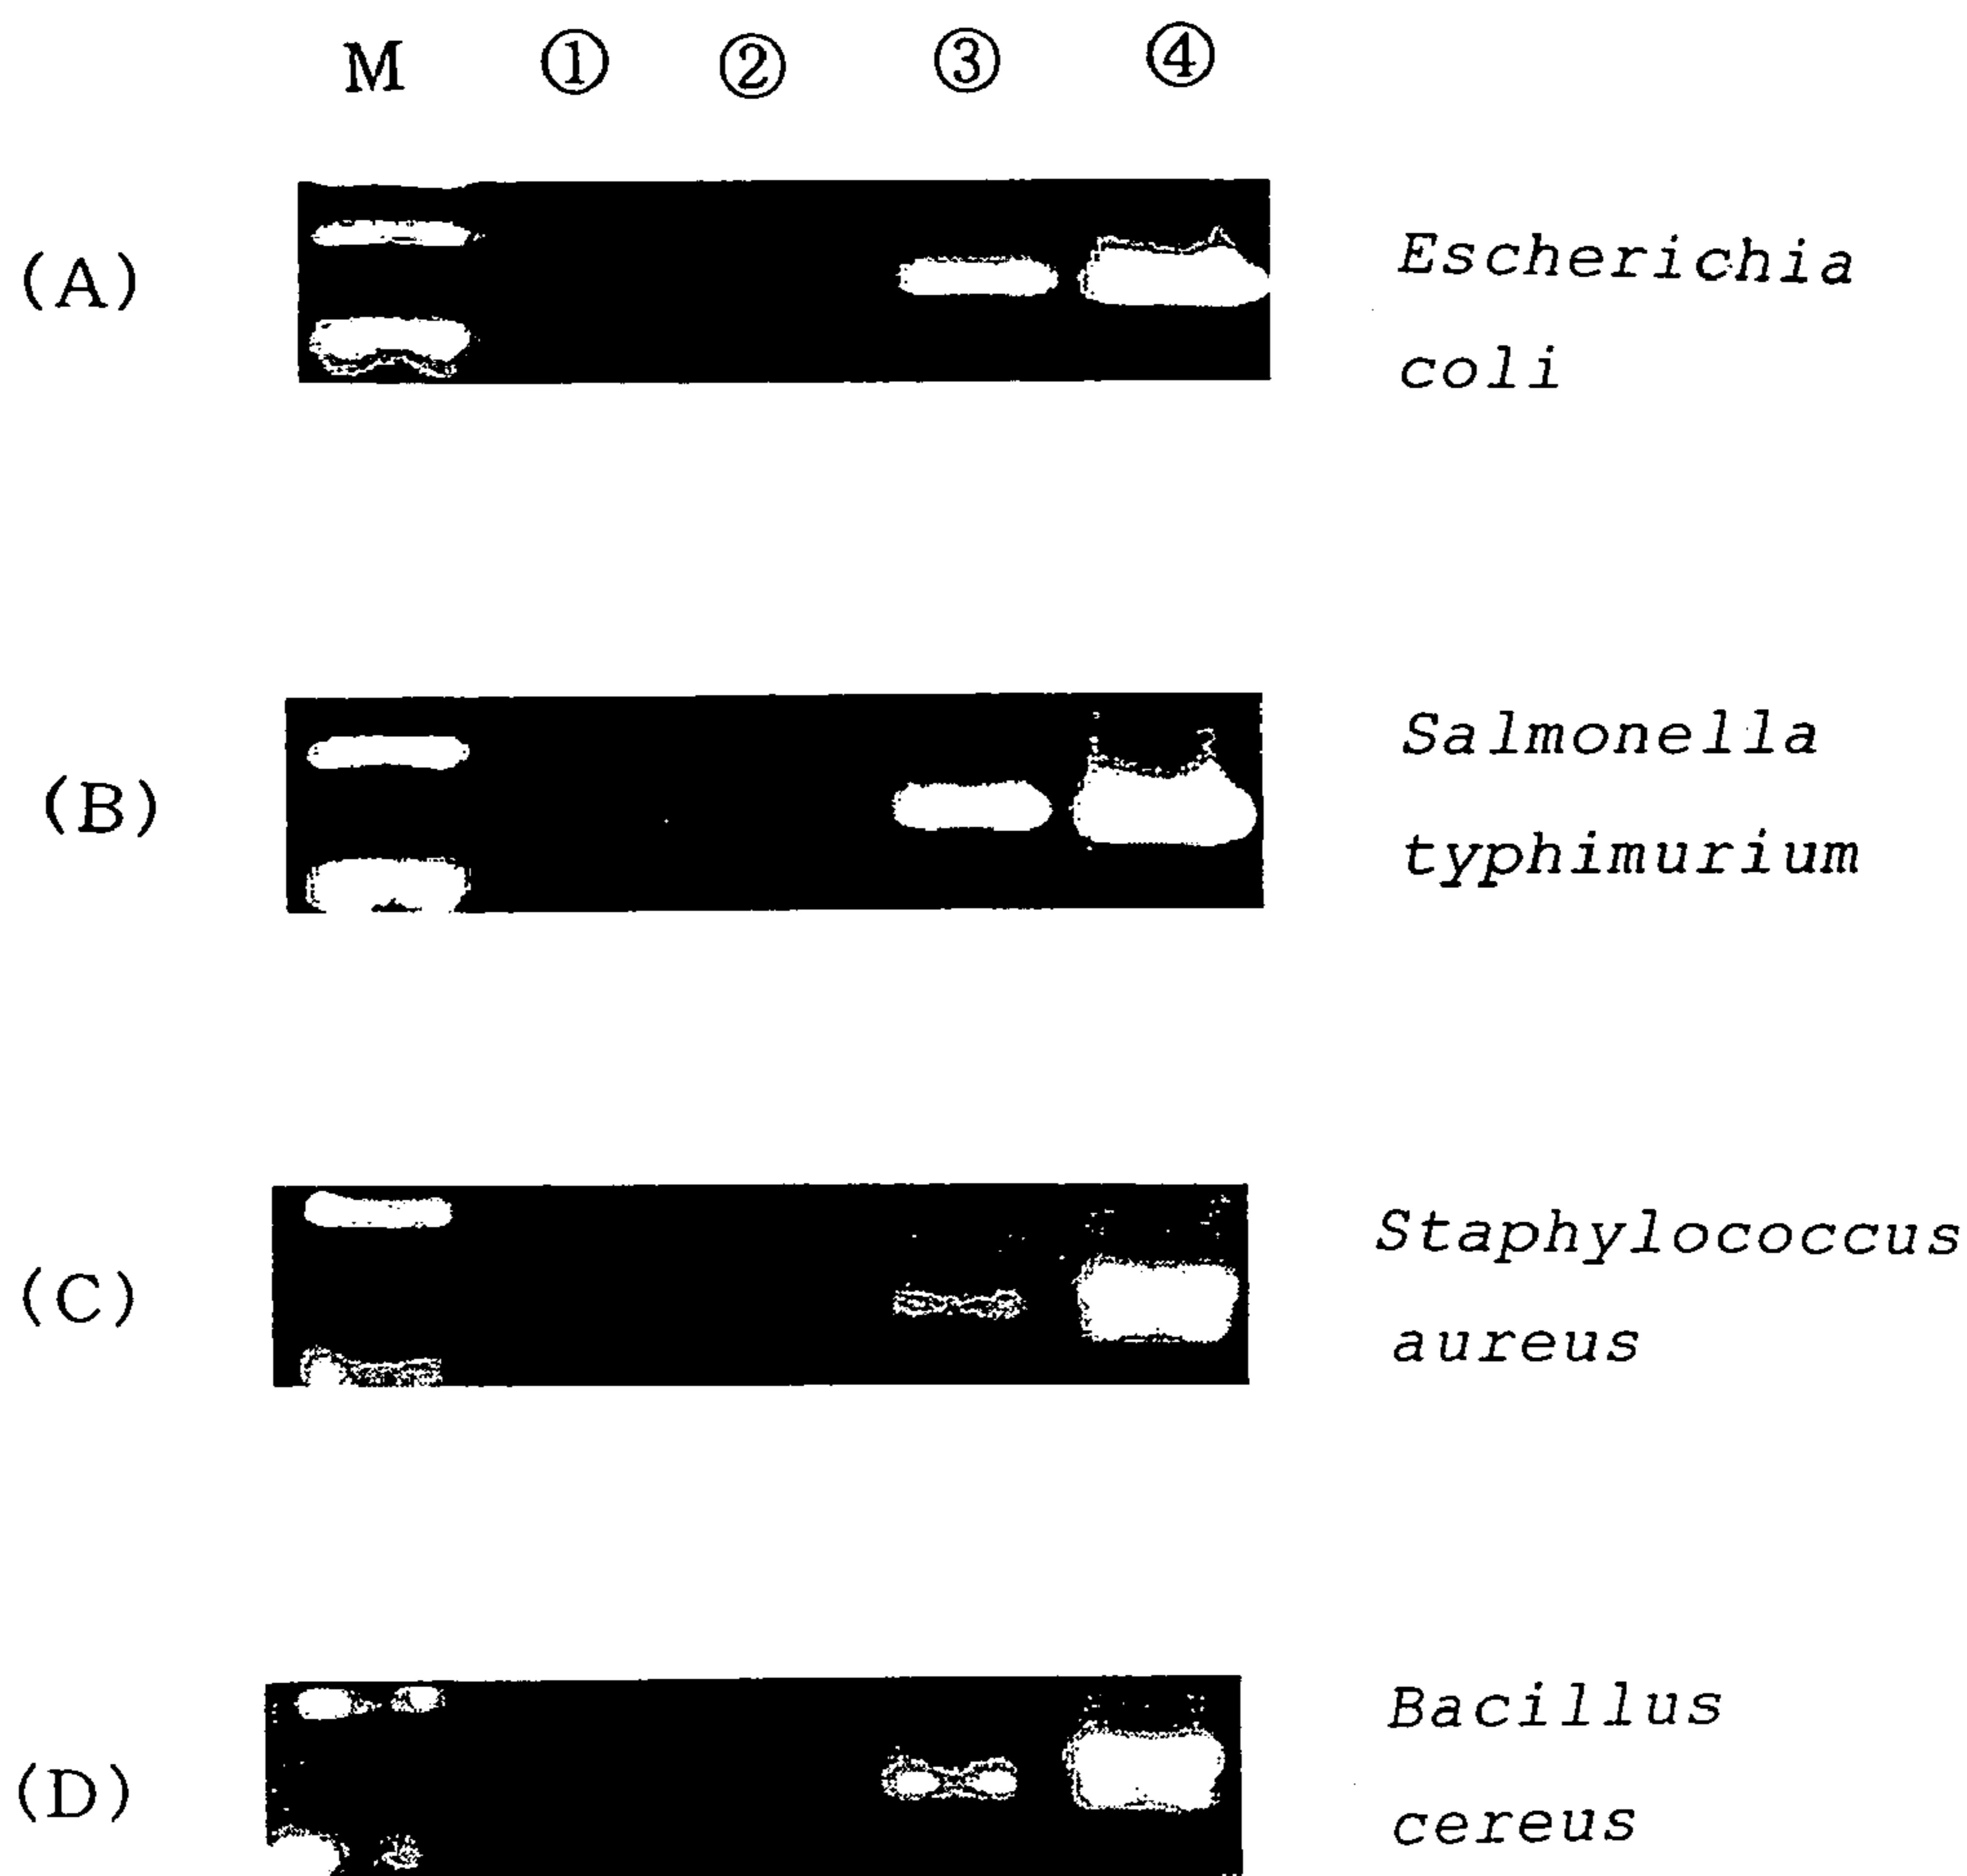 M ① ② ③ ④
(A)
Escherichia
coli
(B)
Salmonella
typhimurium
(C)
Staphylococcus
aureus
(D)
Bacillus
cereus